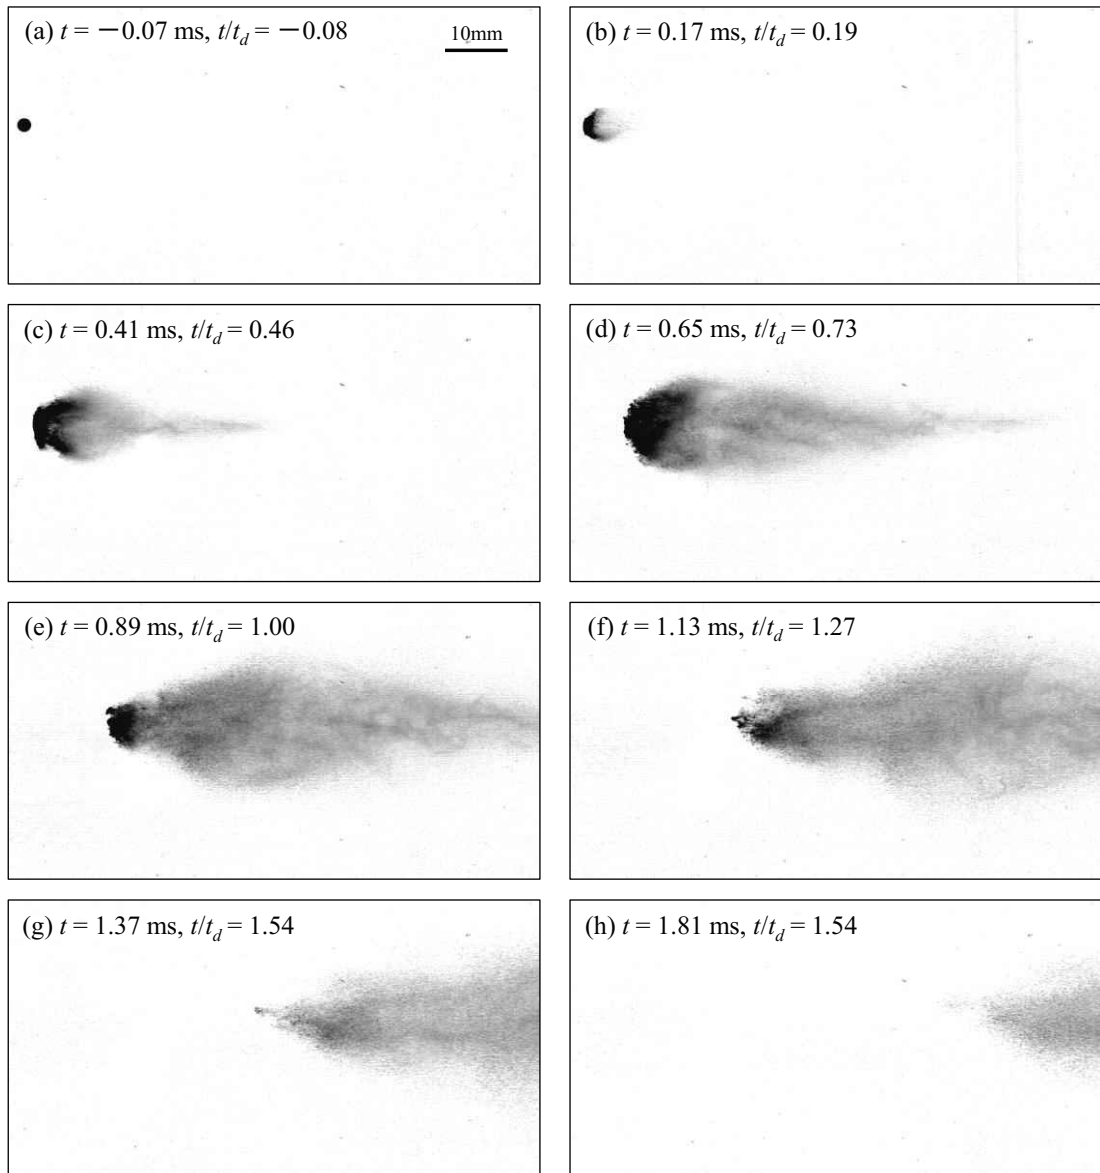 (a) t = −0.07 ms, t/td = −0.08
10mm
(b) t = 0.17 ms, t/td = 0.19
(c) t = 0.41 ms, t/td = 0.46
(d) t = 0.65 ms, t/td = 0.73
(e) t = 0.89 ms, t/td = 1.00
(f) t = 1.13 ms, t/td = 1.27
(g) t = 1.37 ms, t/td = 1.54
(h) t = 1.81 ms, t/td = 1.54